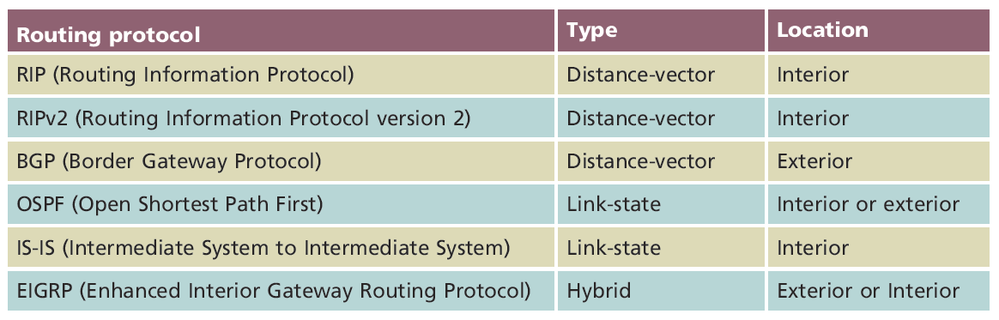 Routing protocol Type Location
RIP (Routing Information Protocol) Distance-vector Interior
RIPv2 (Routing Information Protocol version 2) Distance-vector Interior
BGP (Border Gateway Protocol) Distance-vector Exterior
OSPF (Open Shortest Path First) Link-state Interior or exterior
IS-IS (Intermediate System to Intermediate System) Link-state Interior
EIGRP (Enhanced Interior Gateway Routing Protocol) Hybrid Exterior or Interior